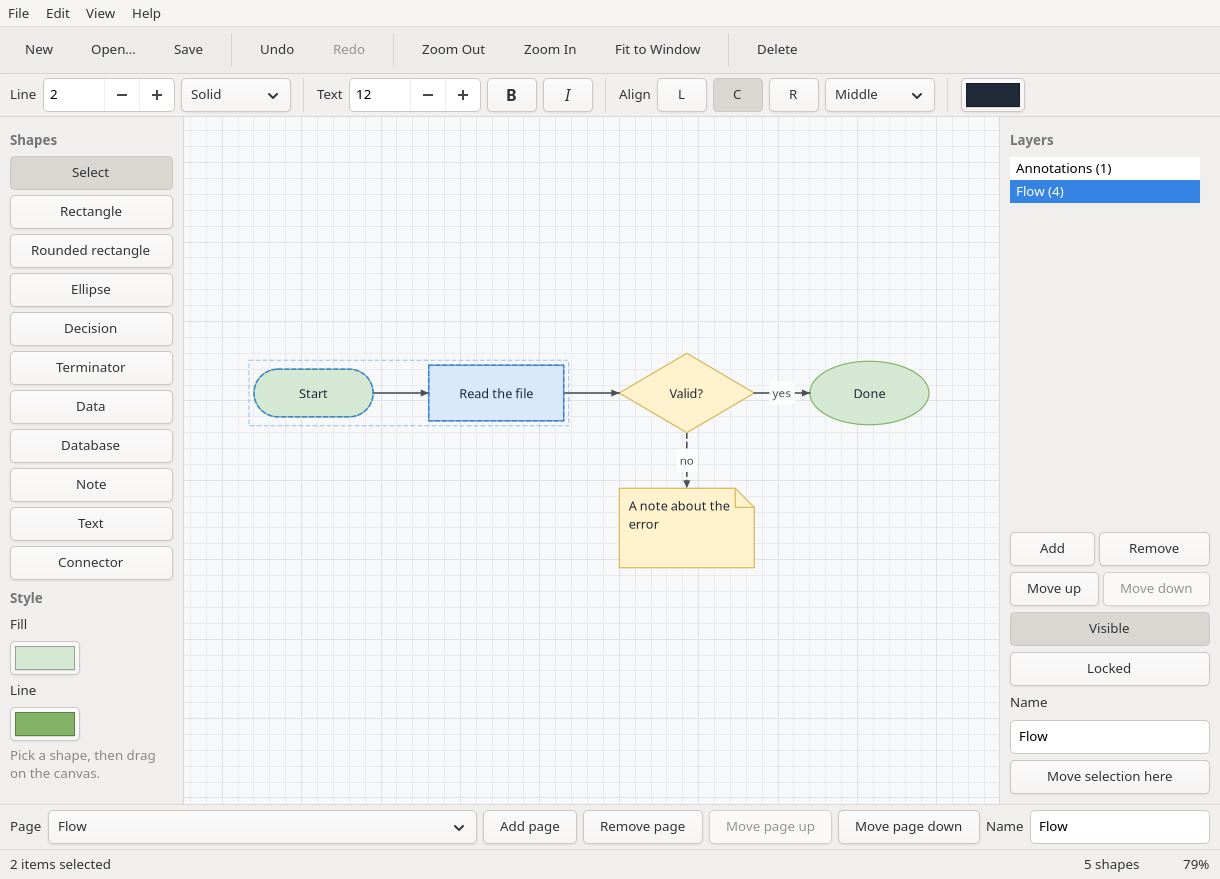 File Edit View Help
New Open... Save Undo Redo Zoom Out Zoom In Fit to Window Delete
Line 2 Solid Text 12 B I Align L C R Middle
Shapes
Select
Rectangle
Rounded rectangle
Ellipse
Decision
Terminator
Data
Database
Note
Text
Connector
Style
Fill
Line
Pick a shape, then drag
on the canvas.
Start Read the file Valid? yes Done
no
A note about the
error
Layers
Annotations (1)
Flow (4)
Add Remove
Move up Move down
Visible
Locked
Name
Flow
Move selection here
Page Flow Add page Remove page Move page up Move page down Name Flow
2 items selected 5 shapes 79%